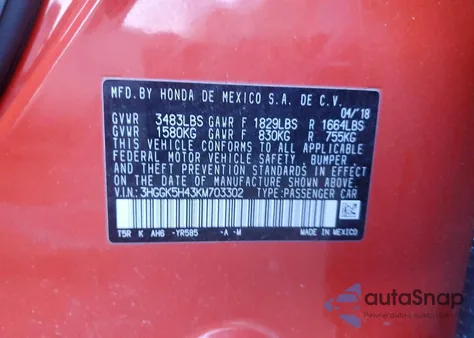 MFD.BY HONDA DE MEXICO S.A. DE C.V.
04/'18
GVWR 3483LBS GAWR F 1829LBS R 1664LBS
GVWR 1580KG GAWR F 830KG R 755KG
THIS VEHICLE CONFORMS TO ALL APPLICABLE
FEDERAL MOTOR VEHICLE SAFETY, BUMPER
AND THEFT PREVENTION STANDARDS IN EFFECT
ON THE DATE OF MANUFACTURE SHOWN ABOVE.
V.I.N: 3HGGK5H43KM703302 TYPE:PASSENGER CAR
T5R K AH6 -YR585 -A -M MADE IN MEXICO
autoSnap